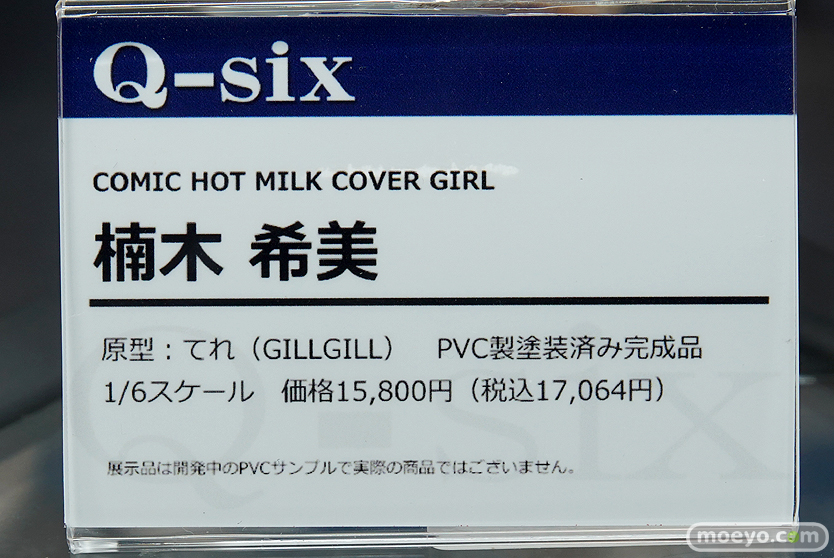 Q-six
COMIC HOT MILK COVER GIRL
楠木 希美
原型：てれ（GILLGILL） PVC製塗装済み完成品
1/6スケール 価格15,800円（税込17,064円）
展示品は開発中のPVCサンプルで実際の商品ではございません。
Q-six
moeyo.com